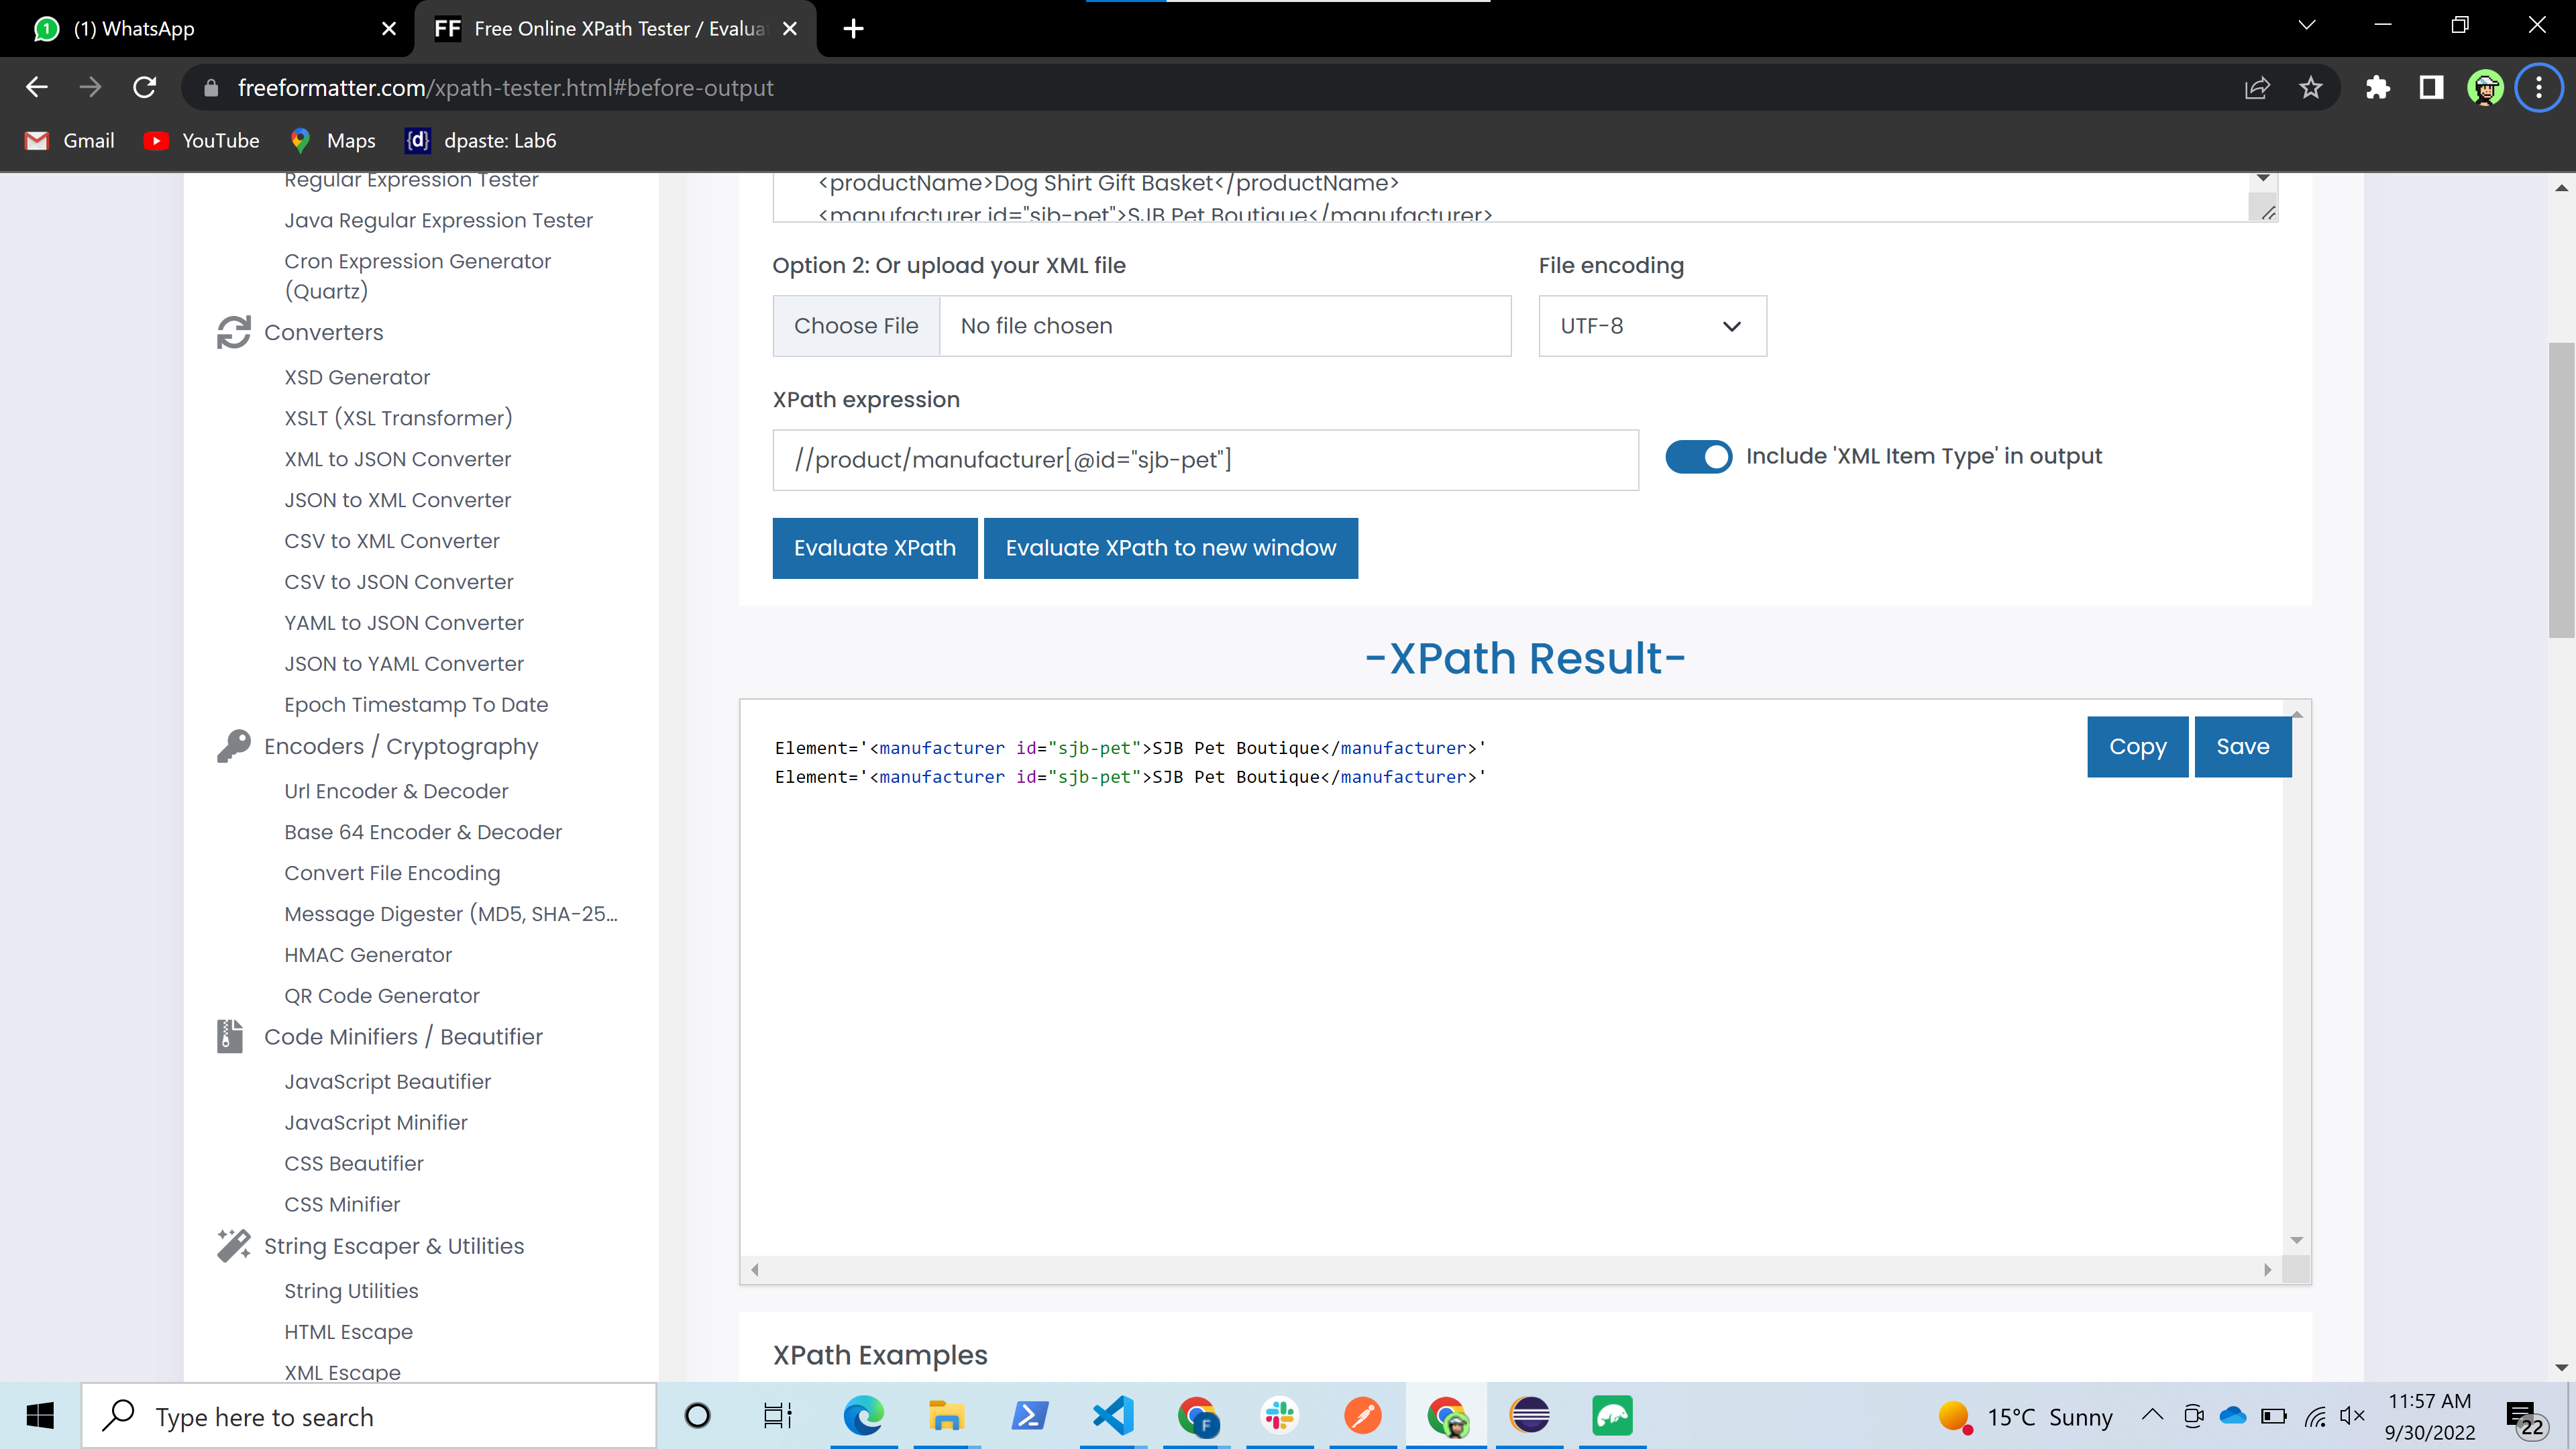 (1) WhatsApp
FF Free Online XPath Tester / Evalua
freeformatter.com/xpath-tester.html#before-output
Gmail YouTube Maps {d} dpaste: Lab6
Regular Expression Tester
Java Regular Expression Tester
Cron Expression Generator
(Quartz)
Converters
XSD Generator
XSLT (XSL Transformer)
XML to JSON Converter
JSON to XML Converter
CSV to XML Converter
CSV to JSON Converter
YAML to JSON Converter
JSON to YAML Converter
Epoch Timestamp To Date
Encoders / Cryptography
Url Encoder & Decoder
Base 64 Encoder & Decoder
Convert File Encoding
Message Digester (MD5, SHA-25...
HMAC Generator
QR Code Generator
Code Minifiers / Beautifier
JavaScript Beautifier
JavaScript Minifier
CSS Beautifier
CSS Minifier
String Escaper & Utilities
String Utilities
HTML Escape
XML Escape
<productName>Dog Shirt Gift Basket</productName>
<manufacturer id="sjb-pet">SJB Pet Boutique</manufacturer>
Option 2: Or upload your XML file
File encoding
Choose File No file chosen
UTF-8
XPath expression
//product/manufacturer[@id="sjb-pet"]
Include 'XML Item Type' in output
Evaluate XPath Evaluate XPath to new window
-XPath Result-
Copy Save
Element='<manufacturer id="sjb-pet">SJB Pet Boutique</manufacturer>'
Element='<manufacturer id="sjb-pet">SJB Pet Boutique</manufacturer>'
XPath Examples
Type here to search
F
15°C Sunny
11:57 AM
9/30/2022
22